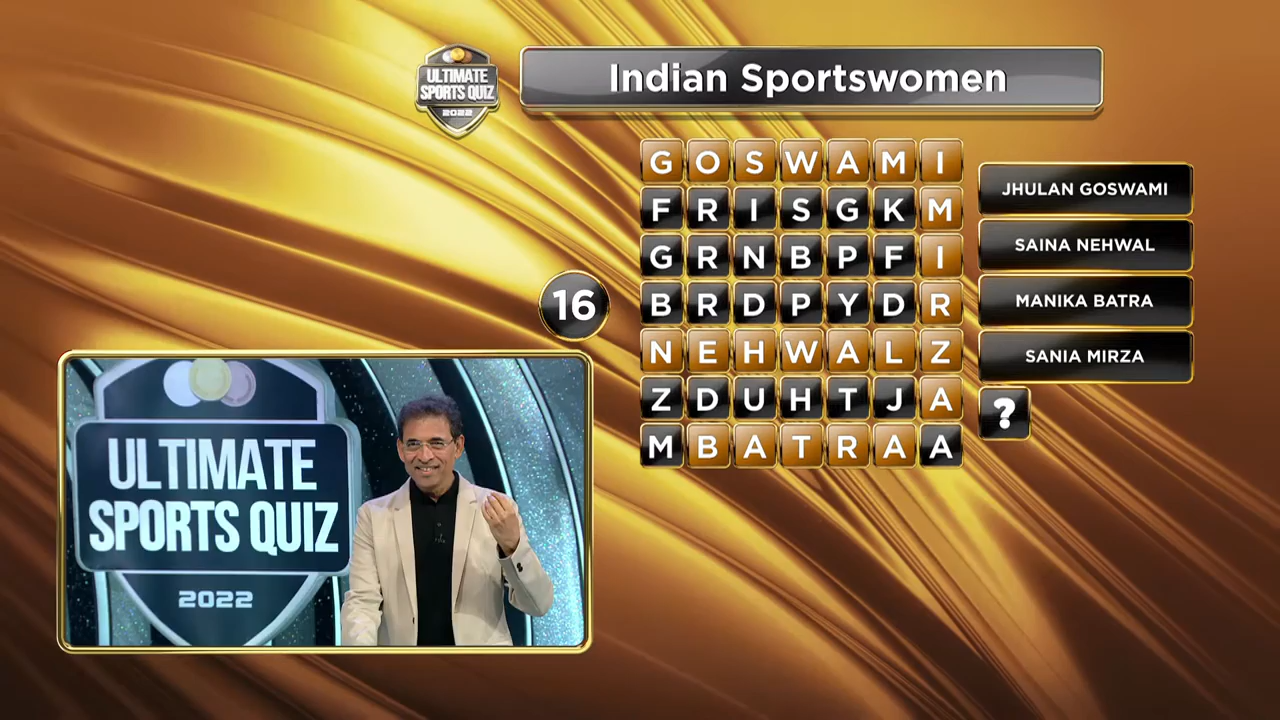 ULTIMATE
SPORTS QUIZ
2022
Indian Sportswomen
G O S W A M I
F R I S G K M
G R N B P F I
B R D P Y D R
N E H W A L Z
Z D U H T J A
M B A T R A A
JHULAN GOSWAMI
SAINA NEHWAL
MANIKA BATRA
SANIA MIRZA
?
16
ULTIMATE
SPORTS QUIZ
2022